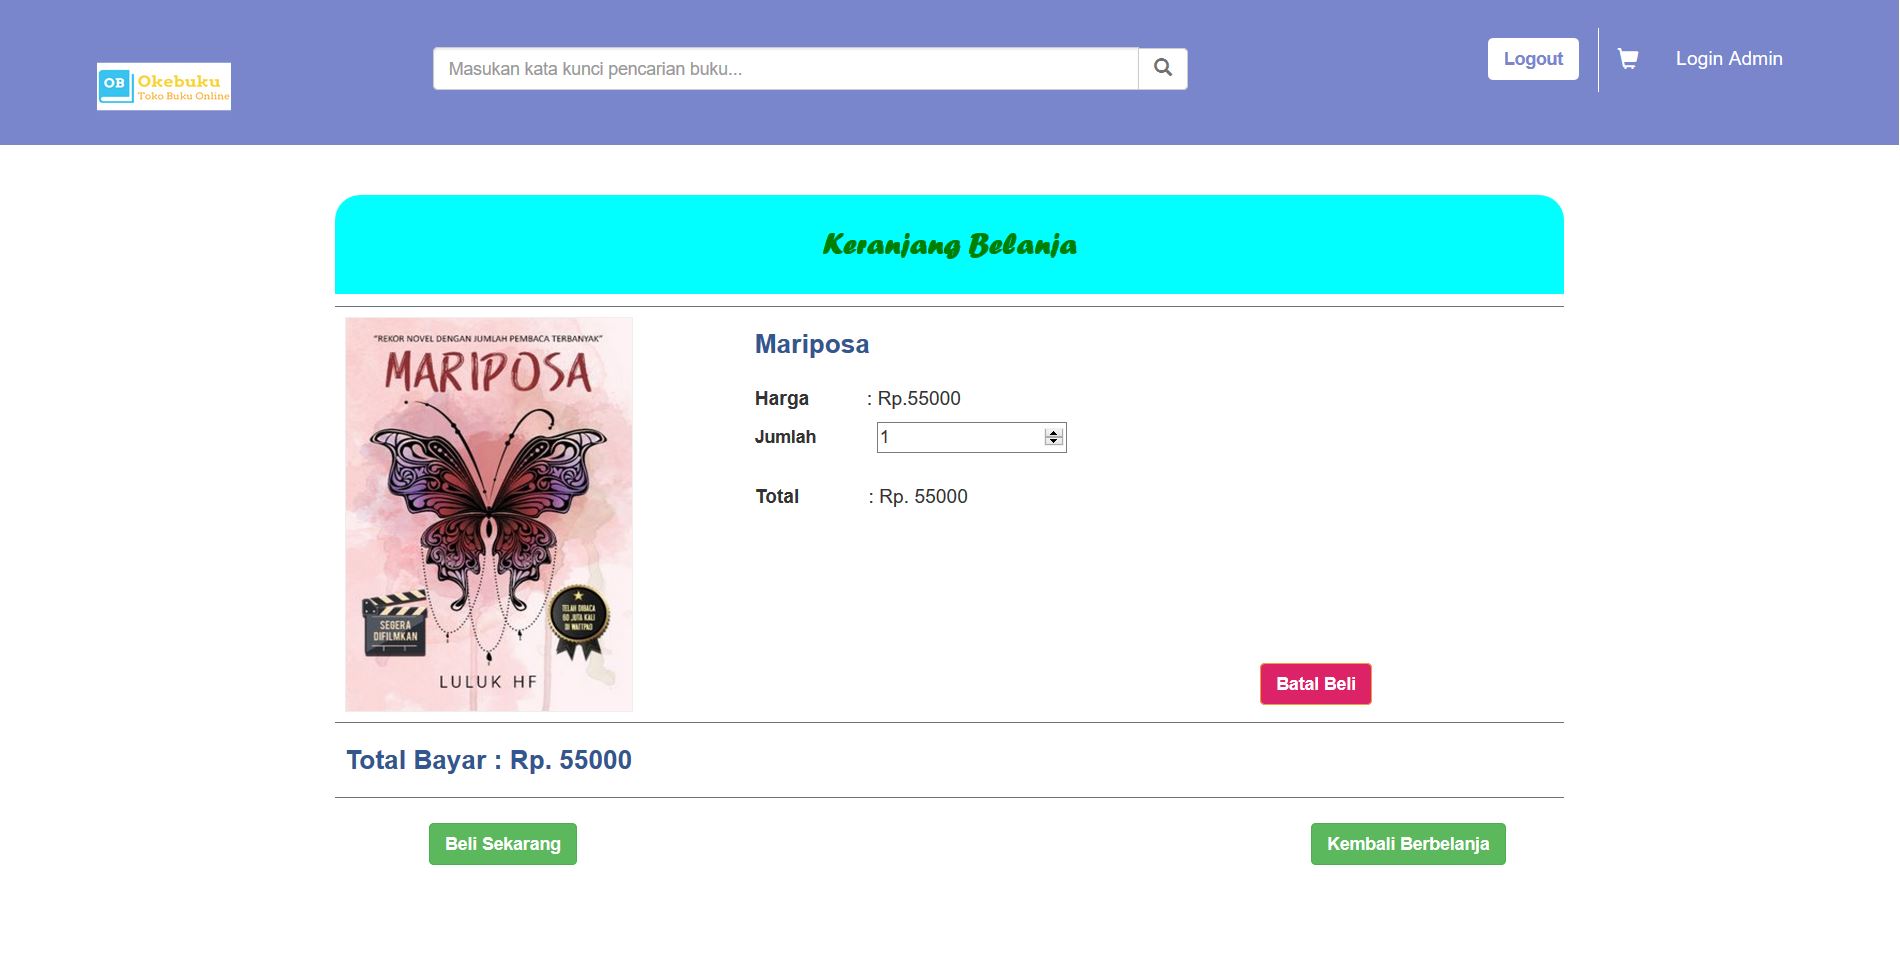 OB
Okebuku
Toko Buku Online
Masukan kata kunci pencarian buku...
Logout
Login Admin
Keranjang Belanja
"REKOR NOVEL DENGAN JUMLAH PEMBACA TERBANYAK"
MARIPOSA
SEGERA
DIFILMKAN
TELAH DIBACA
60 JUTA KALI
DI WATTPAD
LULUK HF
Mariposa
Harga : Rp.55000
Jumlah 1
Total : Rp. 55000
Batal Beli
Total Bayar : Rp. 55000
Beli Sekarang
Kembali Berbelanja